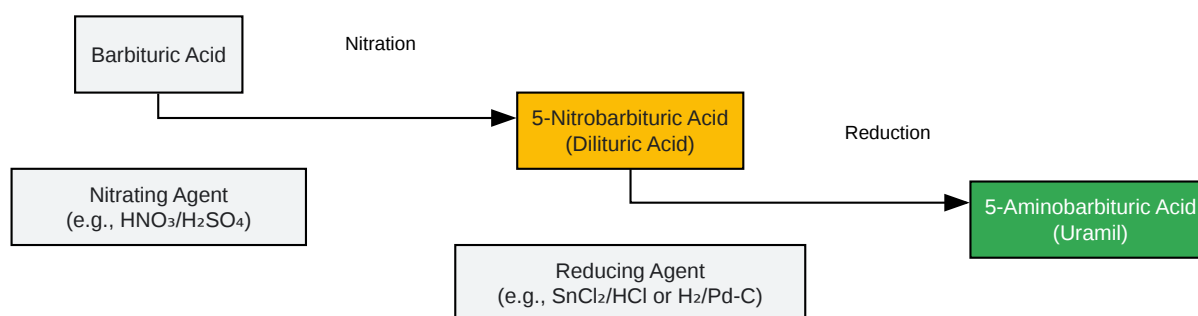 Barbituric Acid
Nitration
5-Nitrobarbituric Acid
(Dilituric Acid)
Reduction
Nitrating Agent
(e.g., HNO₃/H₂SO₄)
5-Aminobarbituric Acid
(Uramil)
Reducing Agent
(e.g., SnCl₂/HCl or H₂/Pd-C)